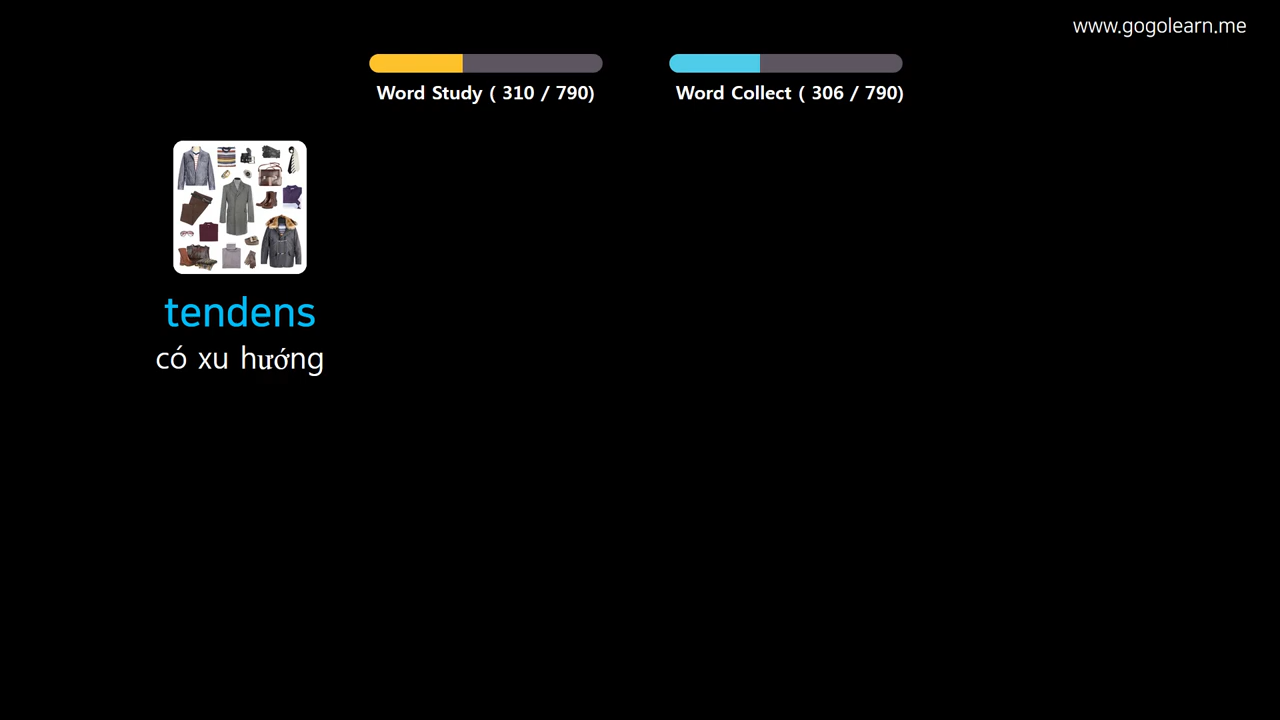 www.gogolearn.me
Word Study ( 310 / 790)
Word Collect ( 306 / 790)
tendens
có xu hướng